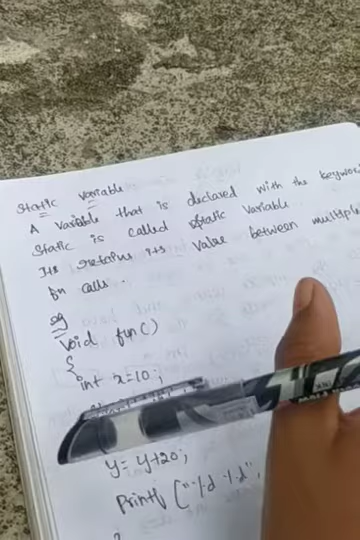 static variable
A variable that is declared with the keyword
static is called static variable
Its retains its value between multiple
fn calls.
eg
void fun()
{
int x=10;
y= y+20;
Printf ("%d %d",